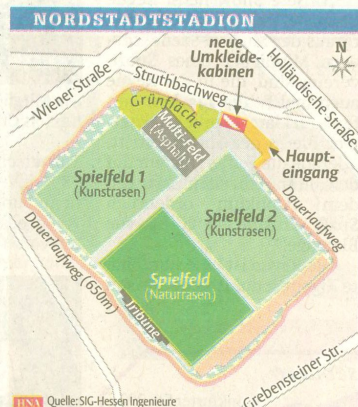 NORDSTADTSTADION
neue
Umkleide-
kabinen
N
Wiener Straße
Struthbachweg
Holländische Straße
Grünfläche
Multi-Feld
(Asphalt)
Haupt-
eingang
Spielfeld 1
(Kunstrasen)
Spielfeld 2
(Kunstrasen)
Dauerlaufweg
Dauerlaufweg (650m)
Spielfeld
(Naturrasen)
Tribüne
Grebensteiner Str.
HNA Quelle: SIG-Hessen Ingenieure